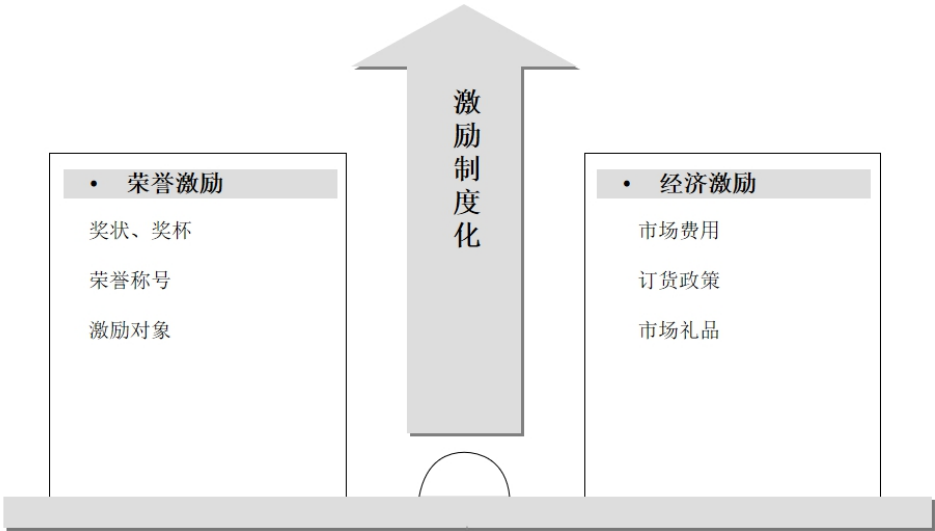 激励制度化
• 荣誉激励
奖状、奖杯
荣誉称号
激励对象
• 经济激励
市场费用
订货政策
市场礼品